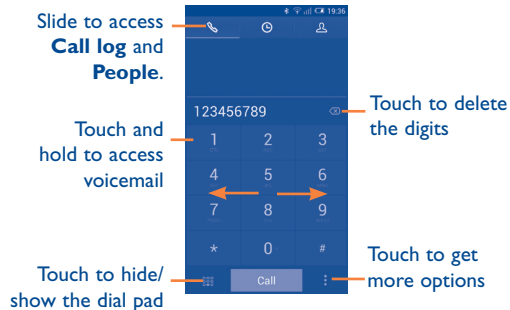 Slide to access
Call log and
People.
19:36
123456789
Touch to delete
the digits
Touch and
hold to access
voicemail
1 2 3
4 5 6
7 8 9
* 0 #
Call
Touch to hide/
show the dial pad
Touch to get
more options